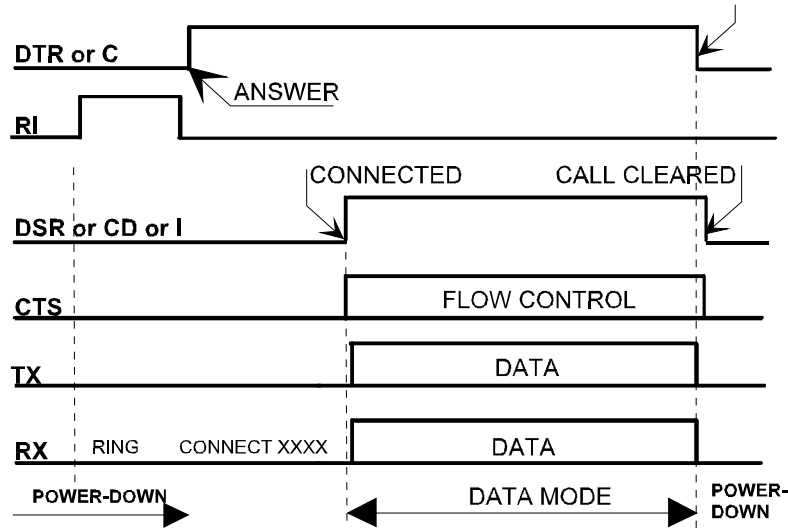 DTR or C
ANSWER
RI
CONNECTED
CALL CLEARED
DSR or CD or I
CTS
FLOW CONTROL
TX
DATA
RX
RING
CONNECT XXXX
DATA
POWER-DOWN
DATA MODE
POWER-
DOWN